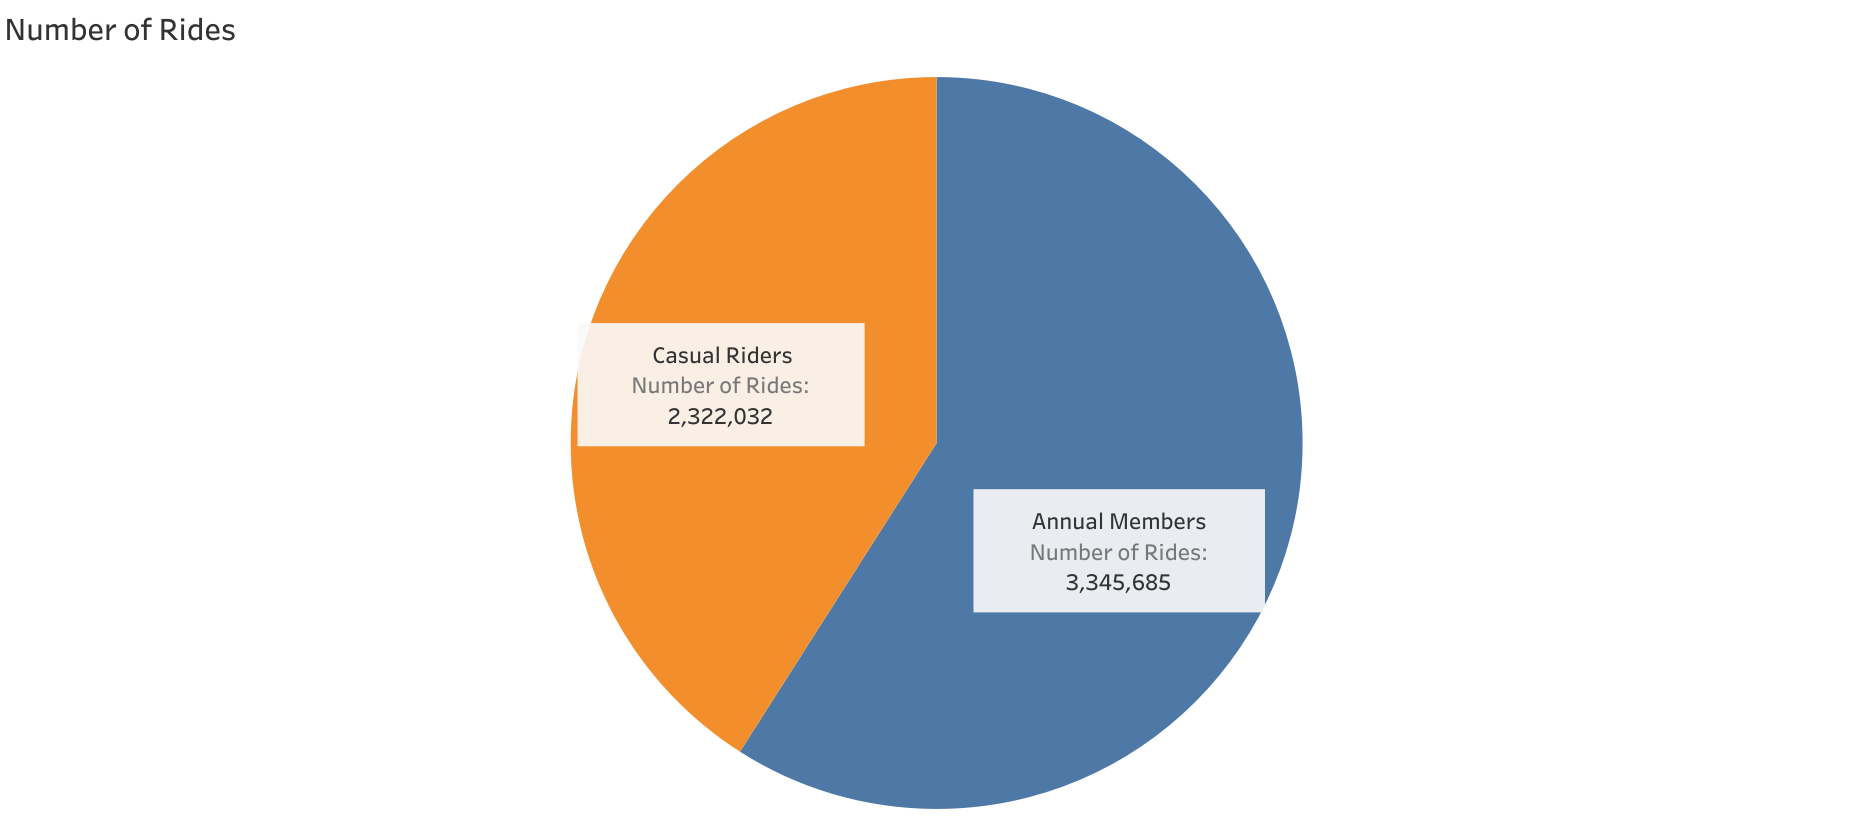 Number of Rides
Casual Riders
Number of Rides:
2,322,032
Annual Members
Number of Rides:
3,345,685